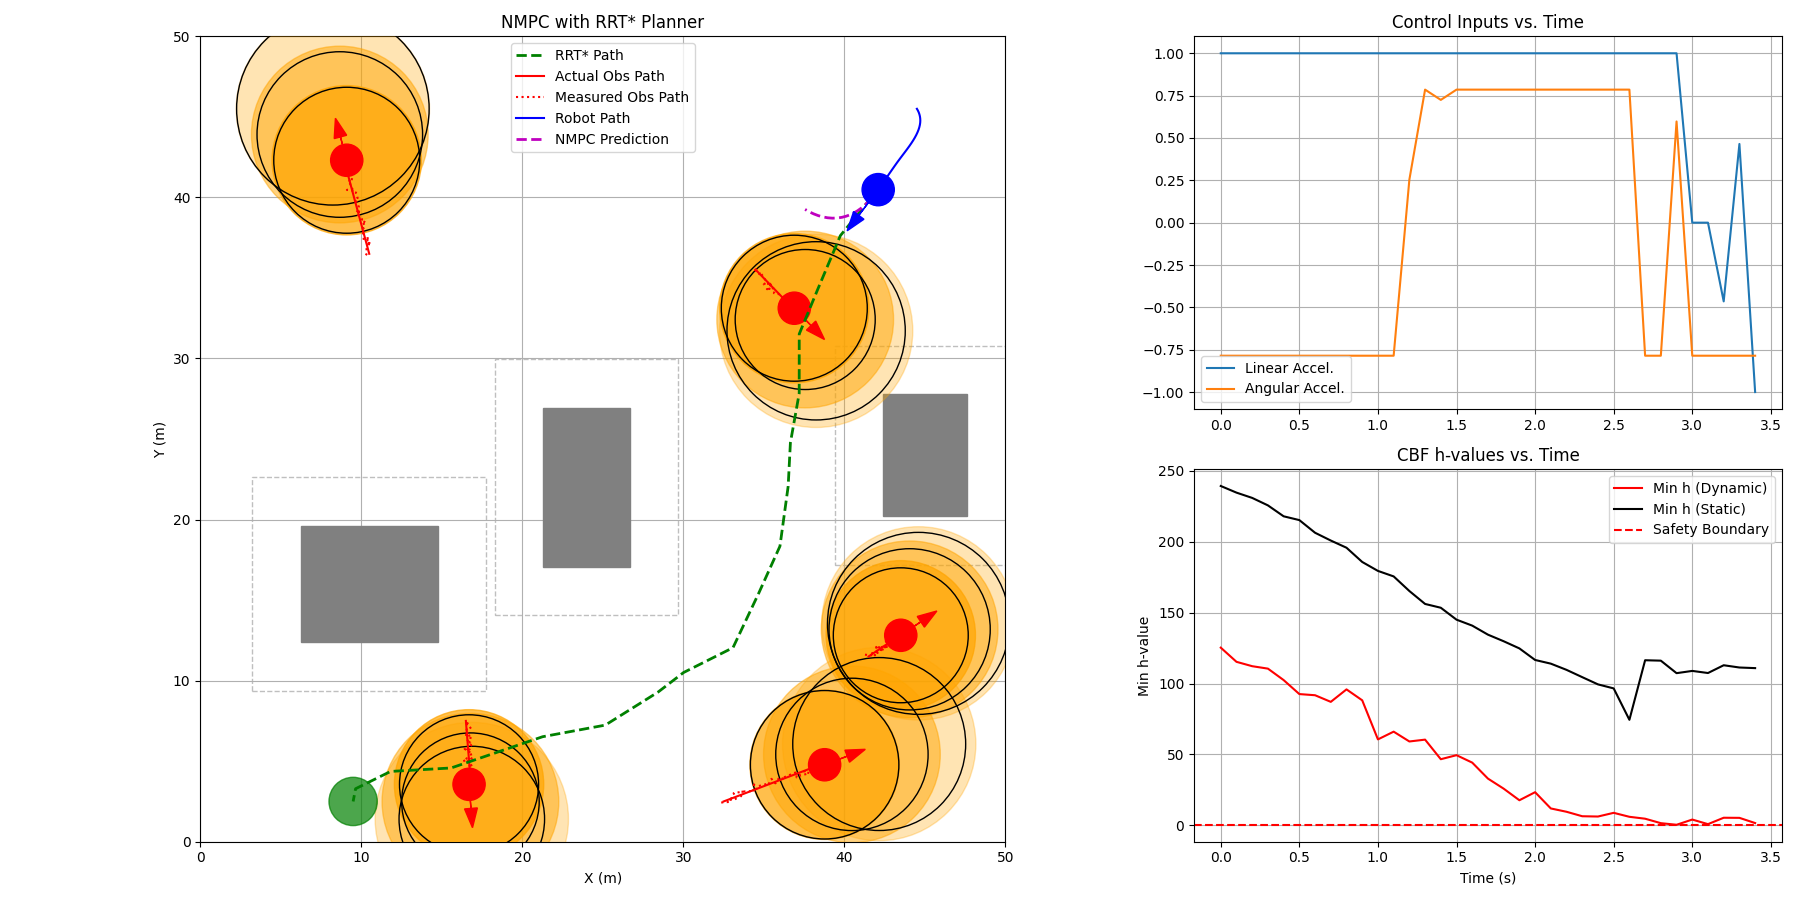 NMPC with RRT* Planner
RRT* Path
Actual Obs Path
Measured Obs Path
Robot Path
NMPC Prediction
50
40
30
20
10
0
0 10 20 30 40 50
Y (m)
X (m)
Control Inputs vs. Time
1.00
0.75
0.50
0.25
0.00
−0.25
−0.50
−0.75
−1.00
Linear Accel.
Angular Accel.
0.0 0.5 1.0 1.5 2.0 2.5 3.0 3.5
CBF h-values vs. Time
Min h (Dynamic)
Min h (Static)
Safety Boundary
250
200
150
100
50
0
Min h-value
0.0 0.5 1.0 1.5 2.0 2.5 3.0 3.5
Time (s)